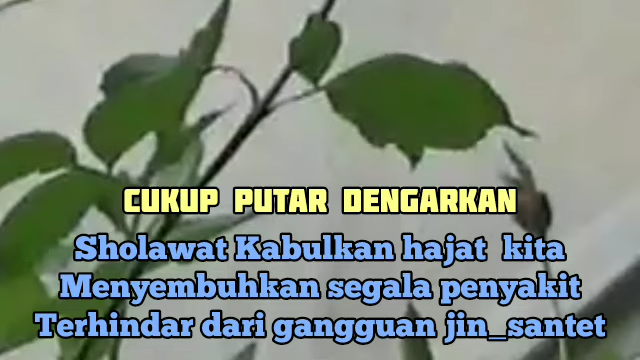 CUKUP PUTAR DENGARKAN
Sholawat Kabulkan hajat kita
Menyembuhkan segala penyakit
Terhindar dari gangguan jin_santet